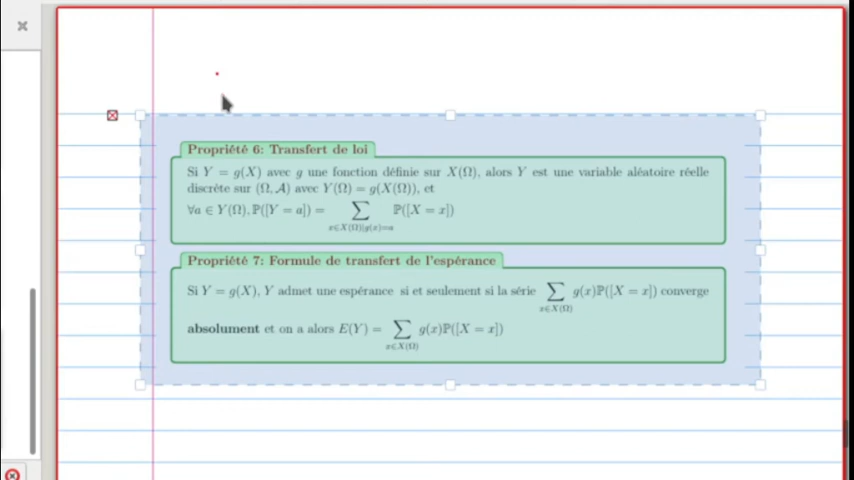 Propriété 6: Transfert de loi
Si Y = g(X) avec g une fonction définie sur X(Ω), alors Y est une variable aléatoire réelle
discrète sur (Ω, 𝒜) avec Y(Ω) = g(X(Ω)), et
∀a ∈ Y(Ω), ℙ([Y = a]) = ∑ ℙ([X = x])
x∈X(Ω)|g(x)=a
Propriété 7: Formule de transfert de l'espérance
Si Y = g(X), Y admet une espérance si et seulement si la série ∑ g(x)ℙ([X = x]) converge
x∈X(Ω)
absolument et on a alors E(Y) = ∑ g(x)ℙ([X = x])
x∈X(Ω)